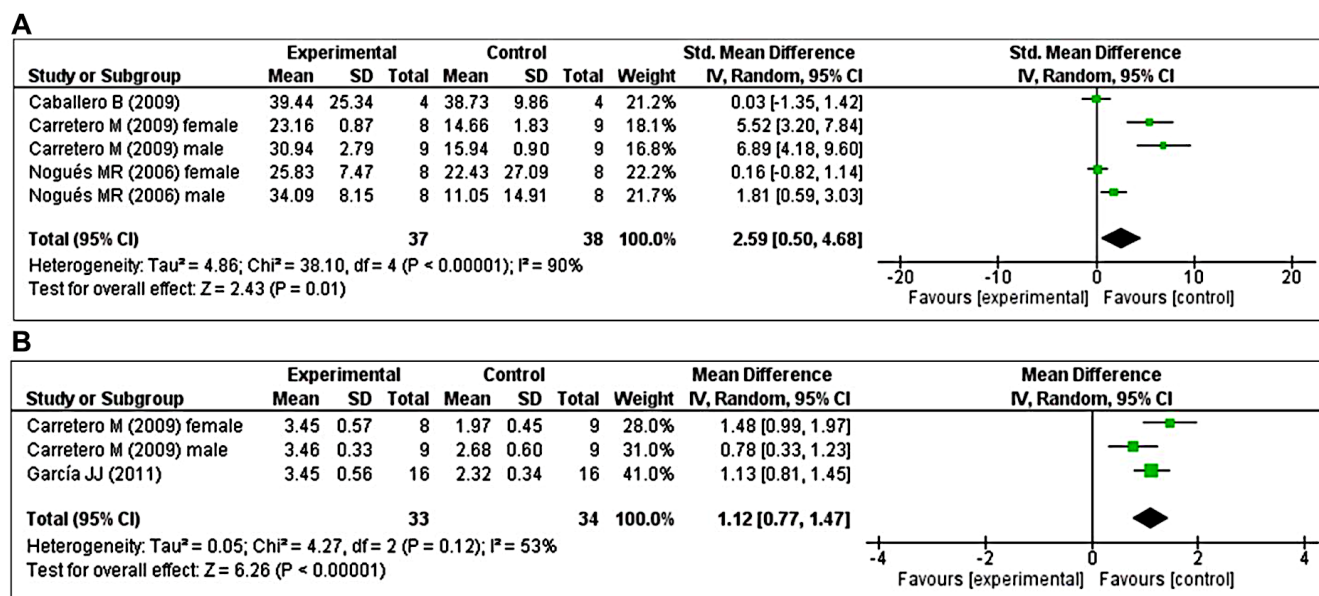 A
Experimental Control Std. Mean Difference Std. Mean Difference
Study or Subgroup Mean SD Total Mean SD Total Weight IV, Random, 95% CI IV, Random, 95% CI
Caballero B (2009) 39.44 25.34 4 38.73 9.86 4 21.2% 0.03 [-1.35, 1.42]
Carretero M (2009) female 23.16 0.87 8 14.66 1.83 9 18.1% 5.52 [3.20, 7.84]
Carretero M (2009) male 30.94 2.79 9 15.94 0.90 9 16.8% 6.89 [4.18, 9.60]
Nogués MR (2006) female 25.83 7.47 8 22.43 27.09 8 22.2% 0.16 [-0.82, 1.14]
Nogués MR (2006) male 34.09 8.15 8 11.05 14.91 8 21.7% 1.81 [0.59, 3.03]
Total (95% CI) 37 38 100.0% 2.59 [0.50, 4.68]
Heterogeneity: Tau² = 4.86; Chi² = 38.10, df = 4 (P < 0.00001); I² = 90%
Test for overall effect: Z = 2.43 (P = 0.01)
-20 -10 0 10 20
Favours [experimental] Favours [control]
B
Experimental Control Mean Difference Mean Difference
Study or Subgroup Mean SD Total Mean SD Total Weight IV, Random, 95% CI IV, Random, 95% CI
Carretero M (2009) female 3.45 0.57 8 1.97 0.45 9 28.0% 1.48 [0.99, 1.97]
Carretero M (2009) male 3.46 0.33 9 2.68 0.60 9 31.0% 0.78 [0.33, 1.23]
García JJ (2011) 3.45 0.56 16 2.32 0.34 16 41.0% 1.13 [0.81, 1.45]
Total (95% CI) 33 34 100.0% 1.12 [0.77, 1.47]
Heterogeneity: Tau² = 0.05; Chi² = 4.27, df = 2 (P = 0.12); I² = 53%
Test for overall effect: Z = 6.26 (P < 0.00001)
-4 -2 0 2 4
Favours [experimental] Favours [control]